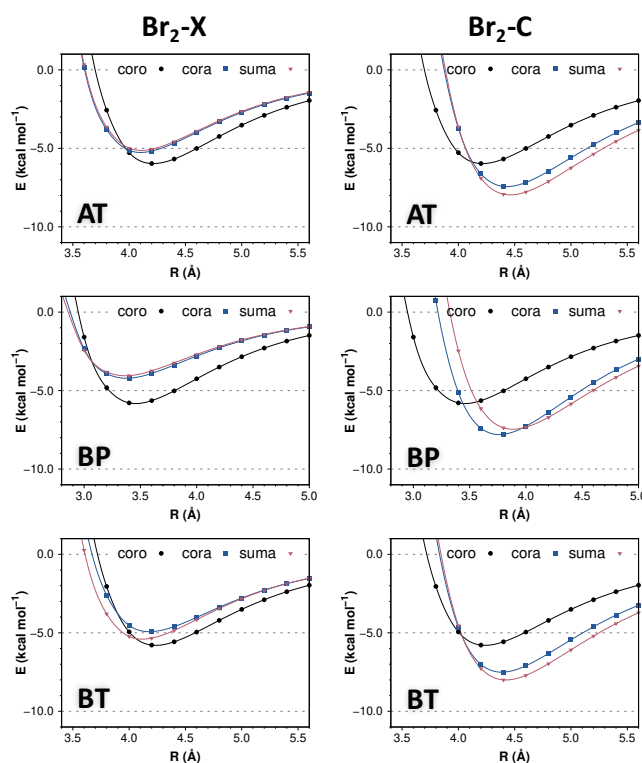 Br₂-X
Br₂-C
coro cora suma
0.0
−5.0
−10.0
E (kcal mol⁻¹)
AT
3.5 4.0 4.5 5.0 5.5
R (Å)
coro cora suma
0.0
−5.0
−10.0
E (kcal mol⁻¹)
AT
3.5 4.0 4.5 5.0 5.5
R (Å)
coro cora suma
0.0
−5.0
−10.0
E (kcal mol⁻¹)
BP
3.0 3.5 4.0 4.5 5.0
R (Å)
coro cora suma
0.0
−5.0
−10.0
E (kcal mol⁻¹)
BP
3.0 3.5 4.0 4.5 5.0
R (Å)
coro cora suma
0.0
−5.0
−10.0
E (kcal mol⁻¹)
BT
3.5 4.0 4.5 5.0 5.5
R (Å)
coro cora suma
0.0
−5.0
−10.0
E (kcal mol⁻¹)
BT
3.5 4.0 4.5 5.0 5.5
R (Å)